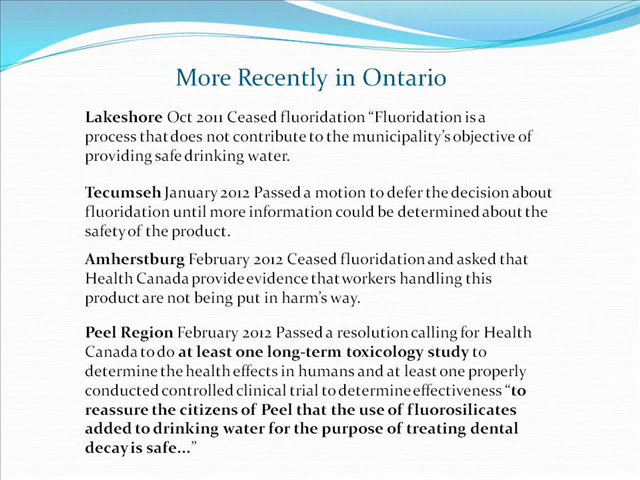 More Recently in Ontario
Lakeshore Oct 2011 Ceased fluoridation “Fluoridation is a
process that does not contribute to the municipality’s objective of
providing safe drinking water.
Tecumseh January 2012 Passed a motion to defer the decision about
fluoridation until more information could be determined about the
safety of the product.
Amherstburg February 2012 Ceased fluoridation and asked that
Health Canada provide evidence that workers handling this
product are not being put in harm’s way.
Peel Region February 2012 Passed a resolution calling for Health
Canada to do at least one long-term toxicology study to
determine the health effects in humans and at least one properly
conducted controlled clinical trial to determine effectiveness “to
reassure the citizens of Peel that the use of fluorosilicates
added to drinking water for the purpose of treating dental
decay is safe...”